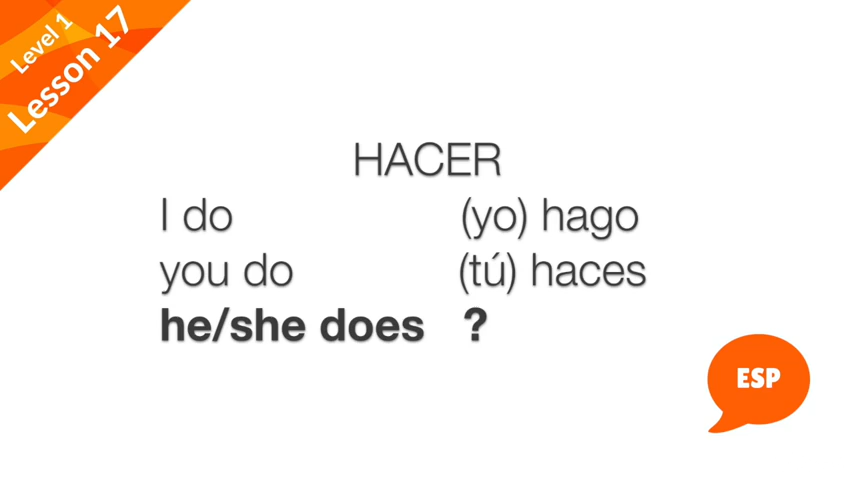 Level 1
Lesson 17
HACER
I do (yo) hago
you do (tú) haces
he/she does ?
ESP